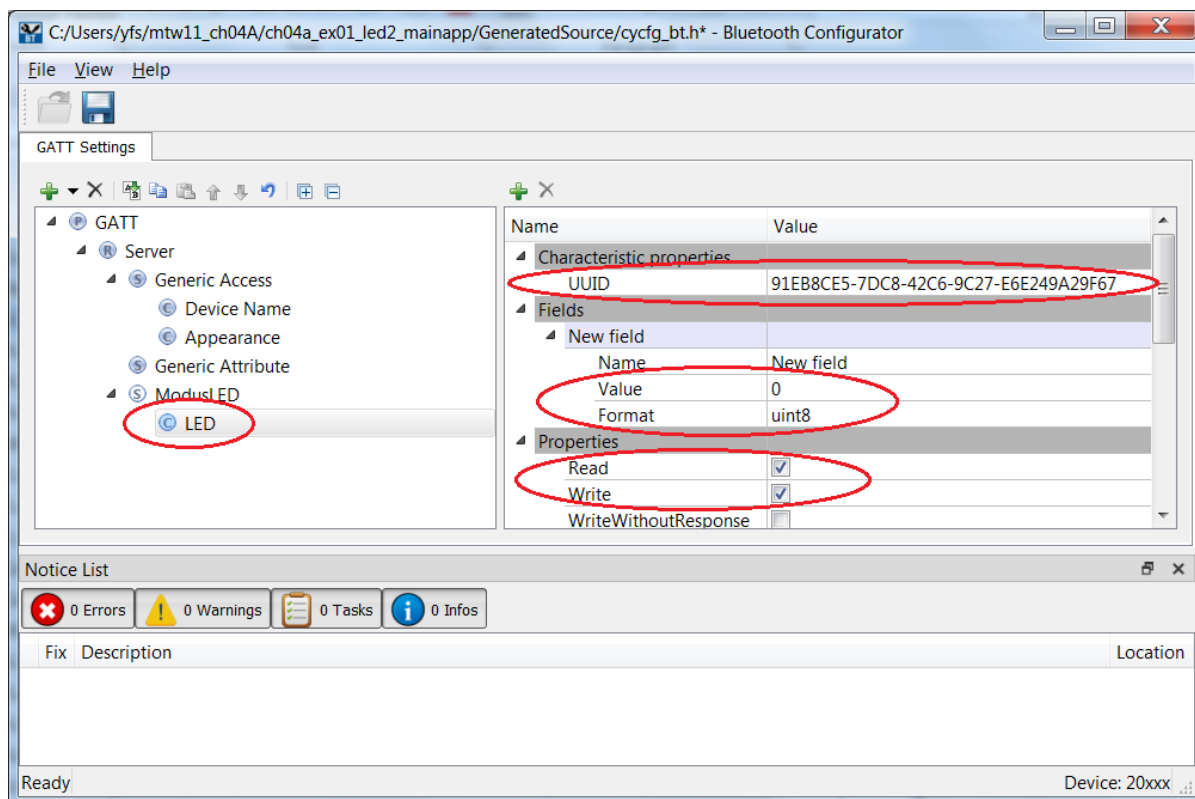 C:/Users/yfs/mtw11_ch04A/ch04a_ex01_led2_mainapp/GeneratedSource/cycfg_bt.h* - Bluetooth Configurator
File View Help
GATT Settings
GATT
Server
Generic Access
Device Name
Appearance
Generic Attribute
ModusLED
LED
Name Value
Characteristic properties
UUID 91EB8CE5-7DC8-42C6-9C27-E6E249A29F67
Fields
New field
Name New field
Value 0
Format uint8
Properties
Read
Write
WriteWithoutResponse
Notice List
0 Errors 0 Warnings 0 Tasks 0 Infos
Fix Description Location
Ready Device: 20xxx